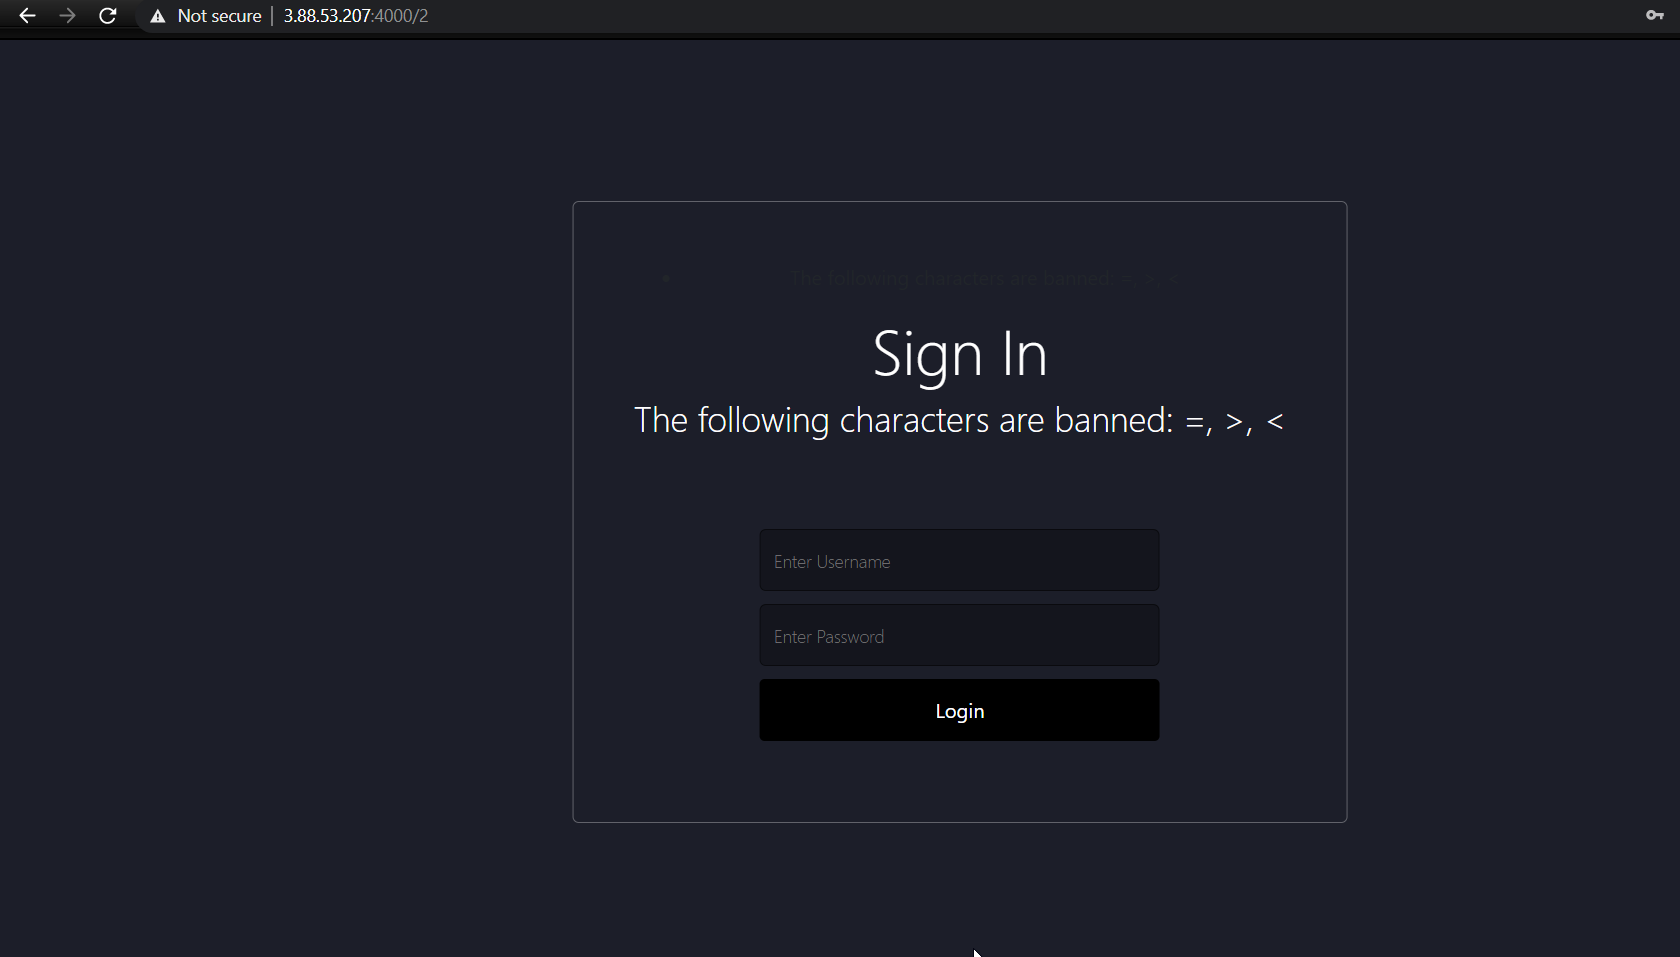 Not secure | 3.88.53.207:4000/2
The following characters are banned: =, >, <
Sign In
The following characters are banned: =, >, <
Enter Username
Enter Password
Login